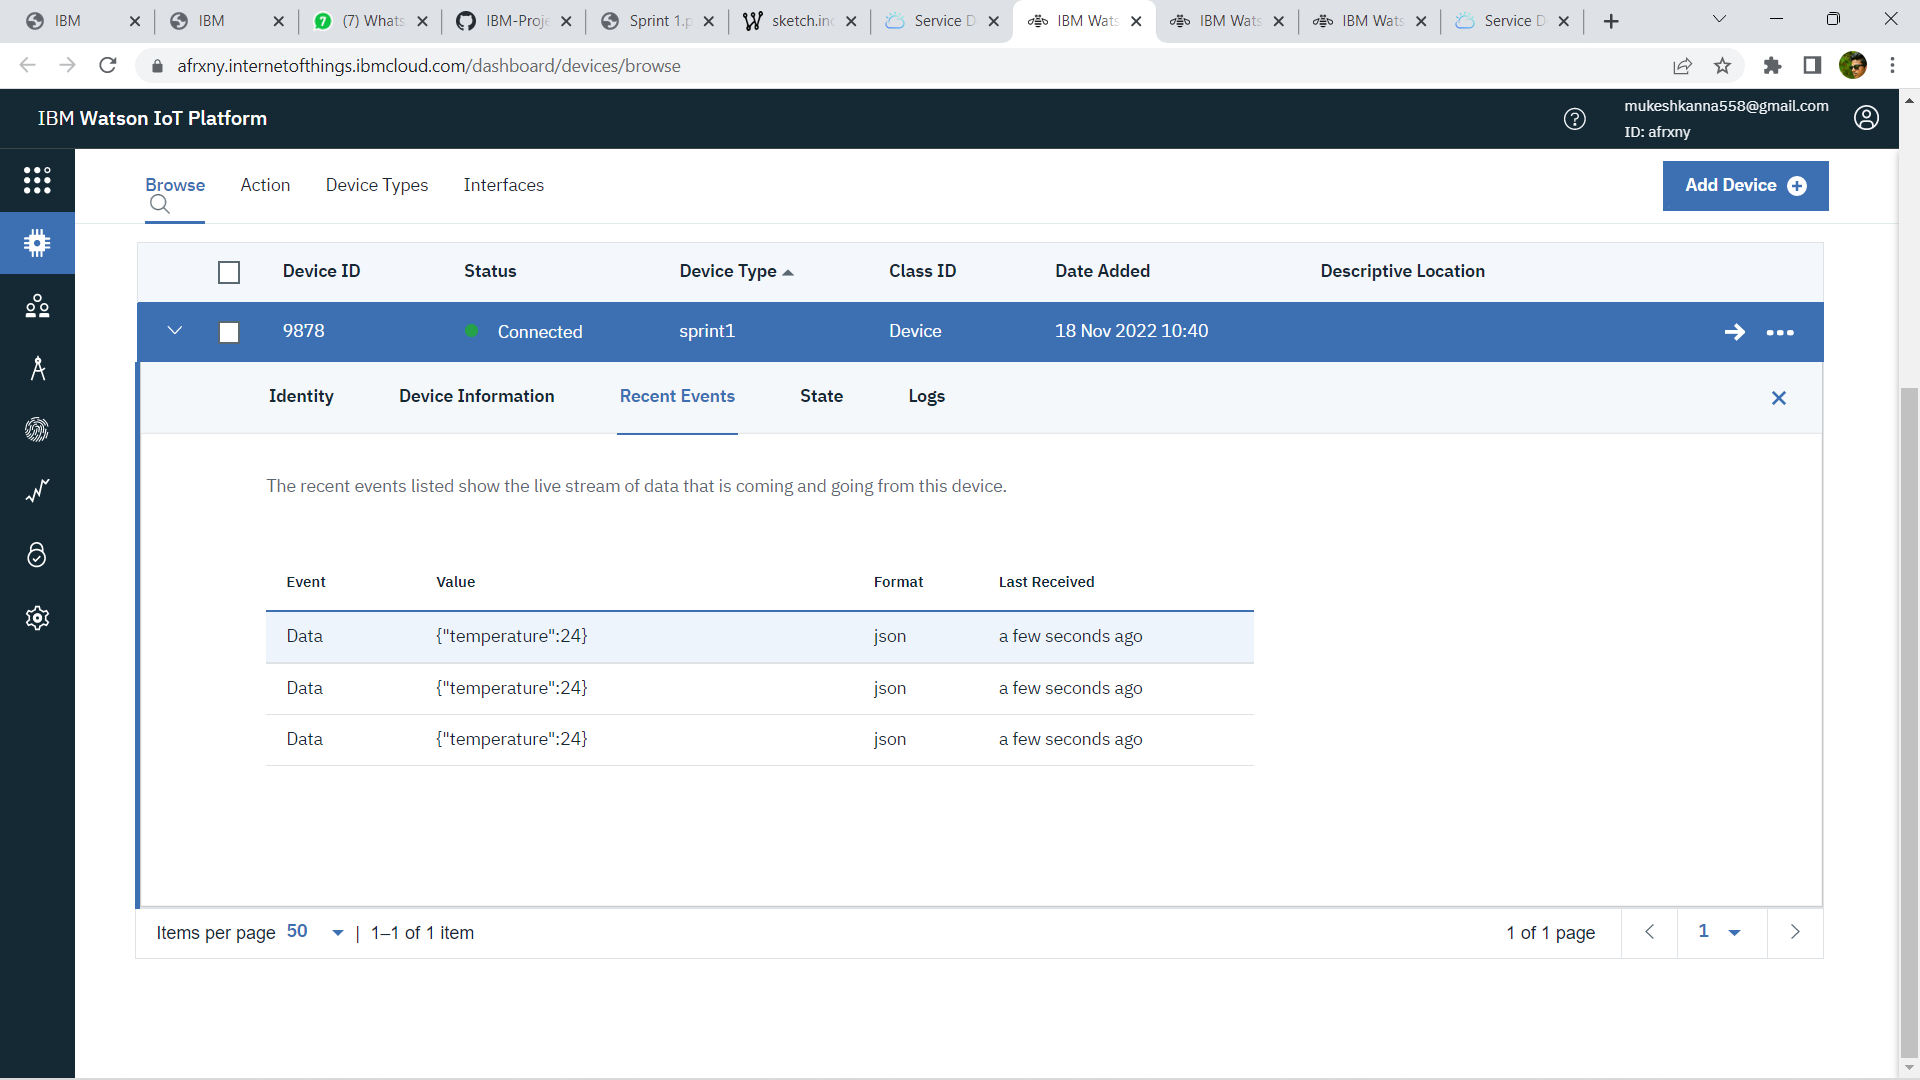 IBM
IBM
7
(7) Whats
IBM-Proje
Sprint 1.p
sketch.ino
Service D
IBM Wats
IBM Wats
IBM Wats
Service D
afrxny.internetofthings.ibmcloud.com/dashboard/devices/browse
IBM Watson IoT Platform
mukeshkanna558@gmail.com
ID: afrxny
Browse Action Device Types Interfaces
Add Device
Device ID Status Device Type Class ID Date Added Descriptive Location
9878 Connected sprint1 Device 18 Nov 2022 10:40
Identity Device Information Recent Events State Logs
The recent events listed show the live stream of data that is coming and going from this device.
Event Value Format Last Received
Data {"temperature":24} json a few seconds ago
Data {"temperature":24} json a few seconds ago
Data {"temperature":24} json a few seconds ago
Items per page 50 | 1–1 of 1 item
1 of 1 page
1